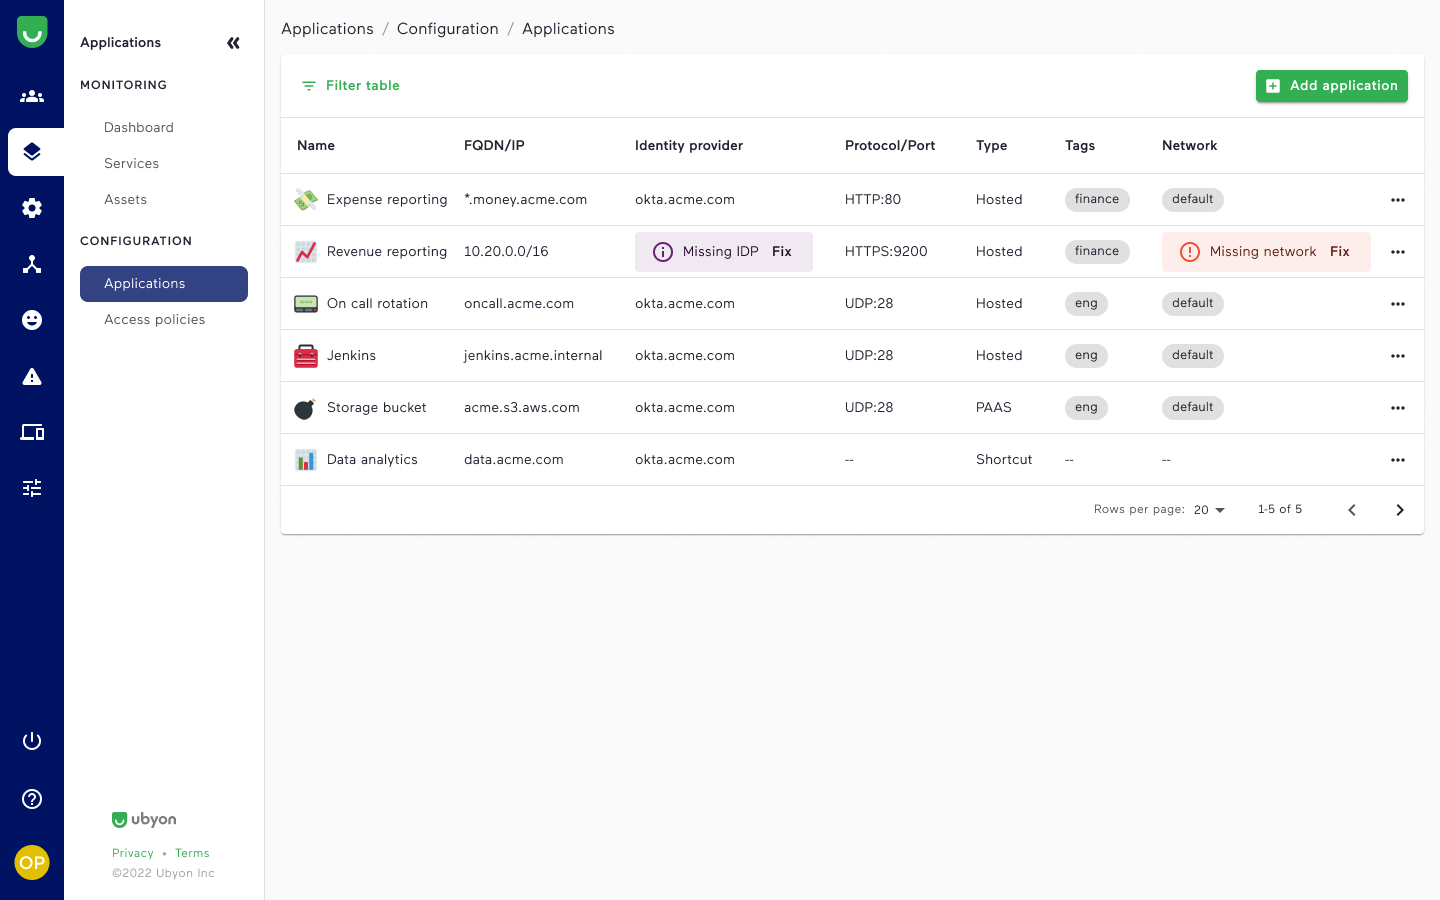 Applications
MONITORING
Dashboard
Services
Assets
CONFIGURATION
Applications
Access policies
ubyon
Privacy • Terms
©2022 Ubyon Inc
OP
Applications / Configuration / Applications
Filter table
Add application
Name FQDN/IP Identity provider Protocol/Port Type Tags Network
Expense reporting *.money.acme.com okta.acme.com HTTP:80 Hosted finance default
Revenue reporting 10.20.0.0/16 Missing IDP Fix HTTPS:9200 Hosted finance Missing network Fix
On call rotation oncall.acme.com okta.acme.com UDP:28 Hosted eng default
Jenkins jenkins.acme.internal okta.acme.com UDP:28 Hosted eng default
Storage bucket acme.s3.aws.com okta.acme.com UDP:28 PAAS eng default
Data analytics data.acme.com okta.acme.com -- Shortcut -- --
Rows per page: 20 1-5 of 5